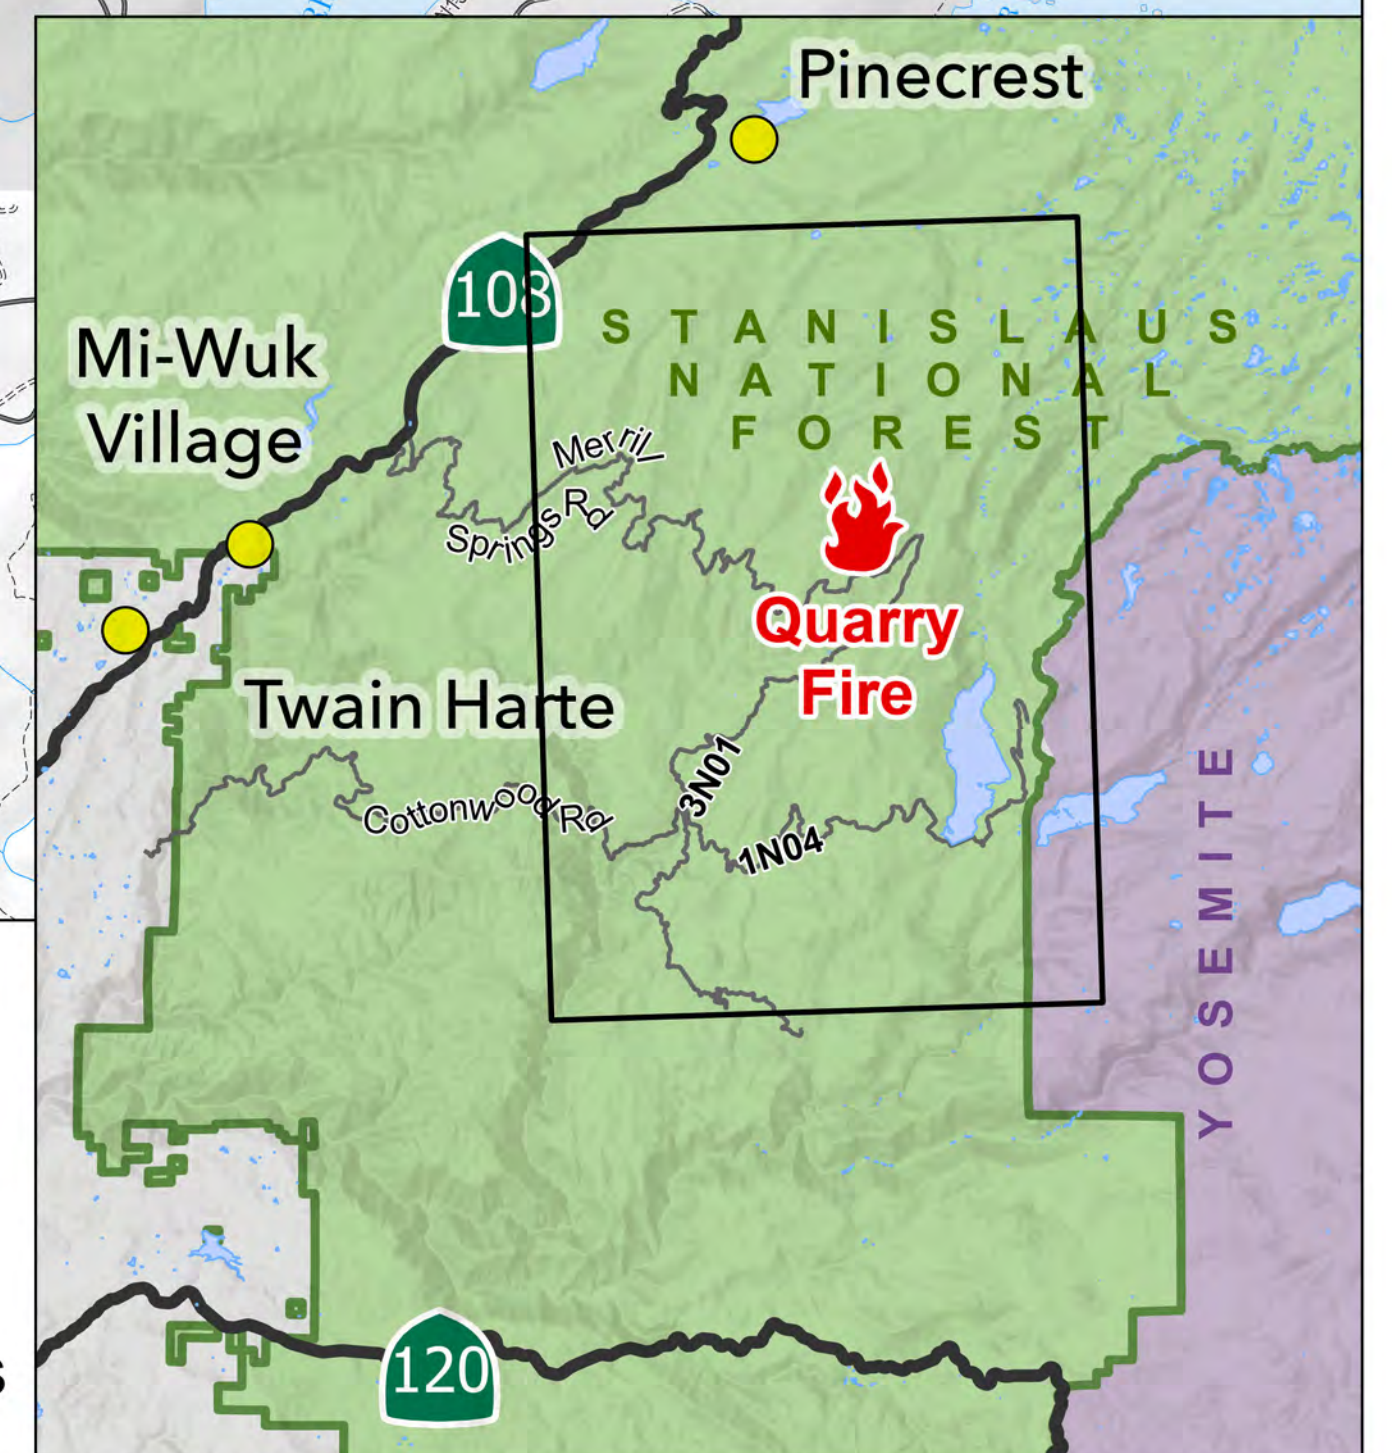 Pinecrest
108
STANISLAUS
NATIONAL
FOREST
Mi-Wuk
Village
Merrill
Springs Rd
Quarry
Fire
Twain Harte
3N01
Cottonwood Rd
1N04
YOSEMITE
120